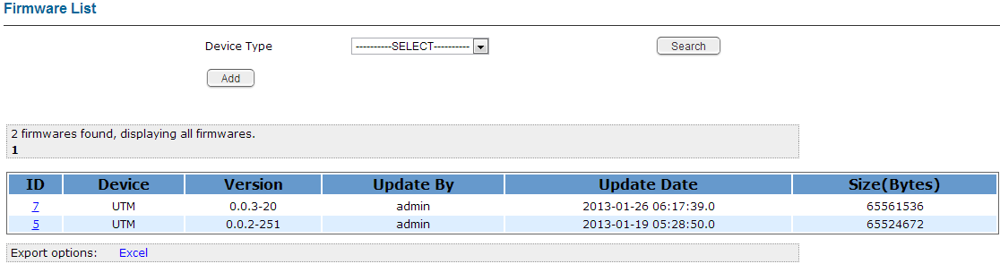 Firmware List
Device Type ----------SELECT---------- Search
Add
2 firmwares found, displaying all firmwares.
1
ID Device Version Update By Update Date Size(Bytes)
7 UTM 0.0.3-20 admin 2013-01-26 06:17:39.0 65561536
5 UTM 0.0.2-251 admin 2013-01-19 05:28:50.0 65524672
Export options: Excel